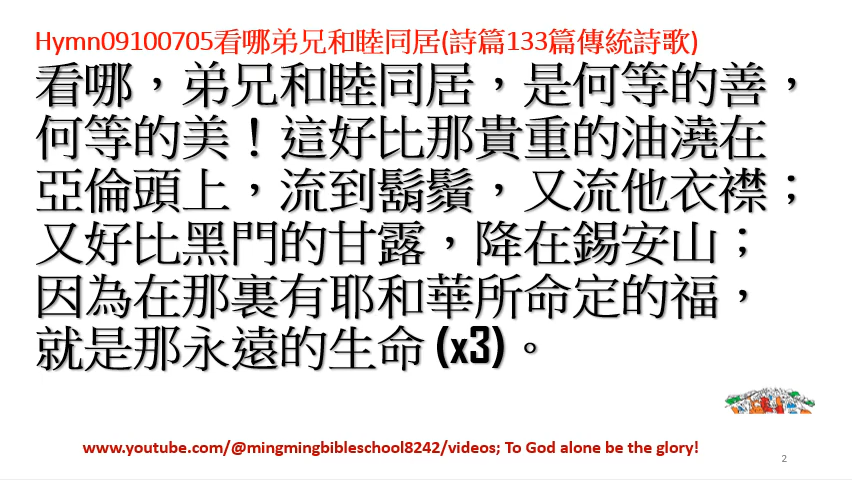 Hymn09100705看哪弟兄和睦同居(詩篇133篇傳統詩歌)
看哪，弟兄和睦同居，是何等的善，
何等的美！這好比那貴重的油澆在
亞倫頭上，流到鬍鬚，又流他衣襟；
又好比黑門的甘露，降在錫安山；
因為在那裏有耶和華所命定的福，
就是那永遠的生命 (x3)。
www.youtube.com/@mingmingbibleschool8242/videos; To God alone be the glory!
2